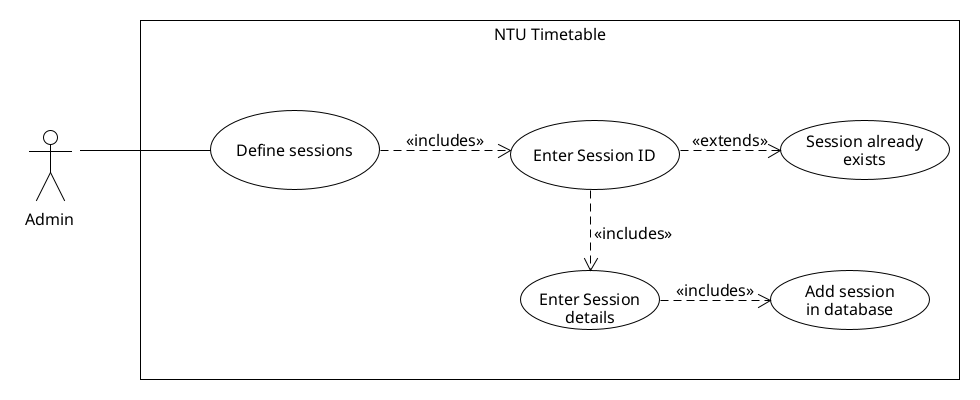 NTU Timetable
Admin
Define sessions
«includes»
Enter Session ID
«extends»
Session already
exists
«includes»
Enter Session
details
«includes»
Add session
in database